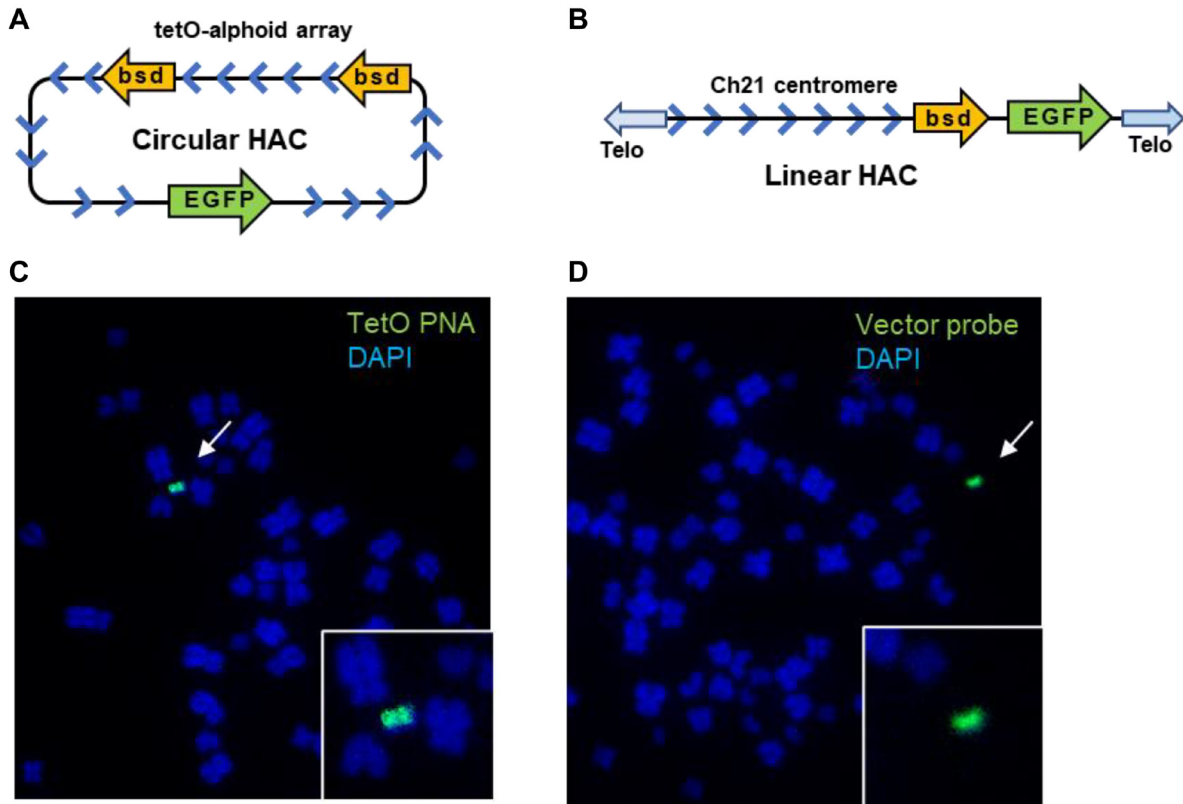 A
tetO-alphoid array
bsd
bsd
Circular HAC
EGFP
B
Ch21 centromere
bsd
EGFP
Telo
Telo
Linear HAC
C
TetO PNA
DAPI
D
Vector probe
DAPI